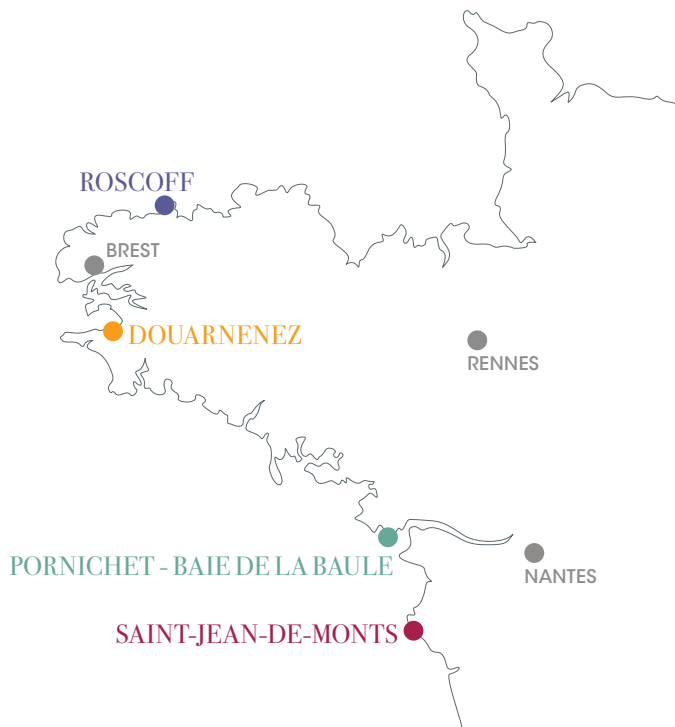 ROSCOFF
BREST
DOUARNENEZ
RENNES
PORNICHET - BAIE DE LA BAULE
NANTES
SAINT-JEAN-DE-MONTS